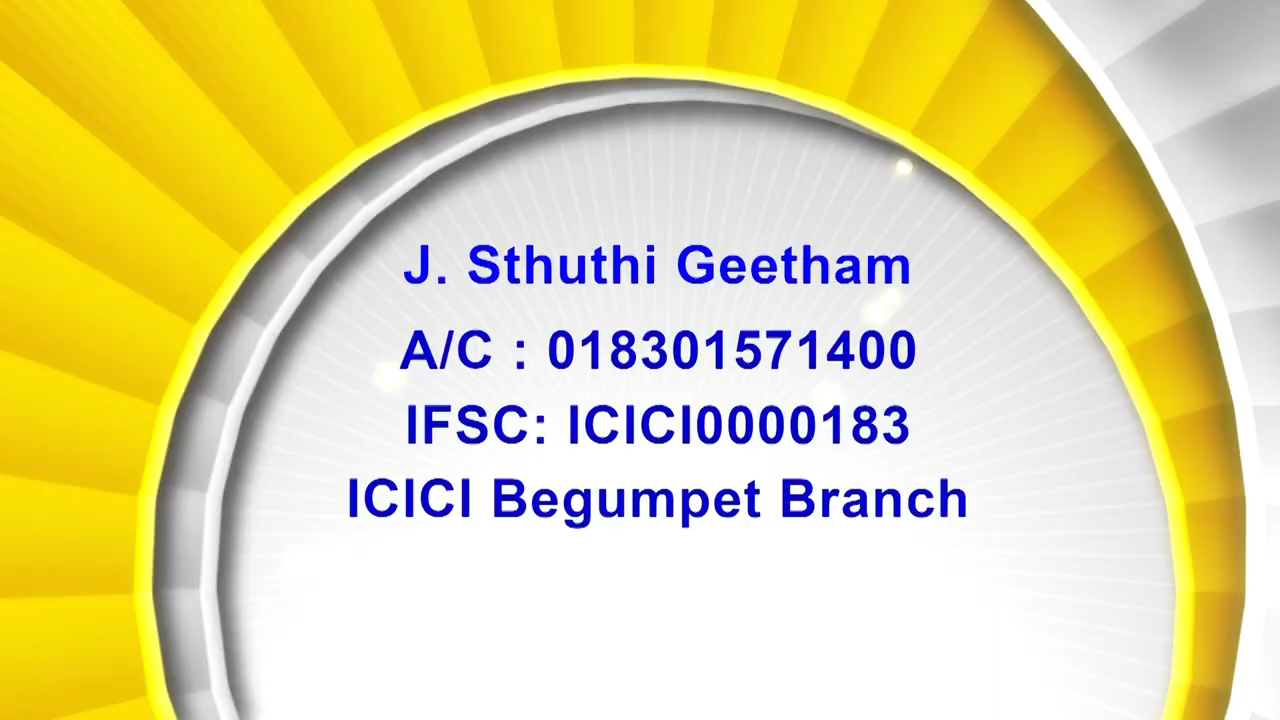 J. Sthuthi Geetham
A/C : 018301571400
IFSC: ICICI0000183
ICICI Begumpet Branch